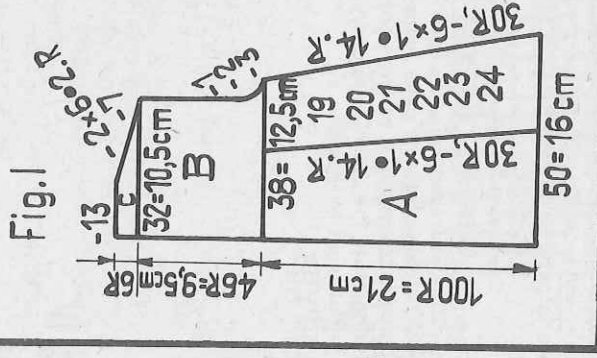 Fig.1
-13
-2×6•2.R
-7
C
6R
32=10,5cm
-1
-2
-3
B
46R=9,5cm
38=
12,5cm
19
20
21
22
23
24
30R,-6×1•14.R
30R,-6×1•14.R
A
100R=21cm
50=16cm